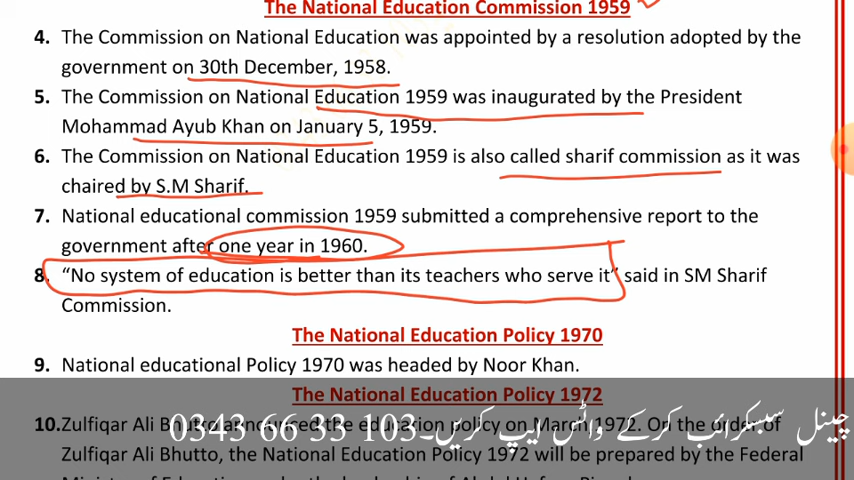 The National Education Commission 1959
4. The Commission on National Education was appointed by a resolution adopted by the
government on 30th December, 1958.
5. The Commission on National Education 1959 was inaugurated by the President
Mohammad Ayub Khan on January 5, 1959.
6. The Commission on National Education 1959 is also called sharif commission as it was
chaired by S.M Sharif.
7. National educational commission 1959 submitted a comprehensive report to the
government after one year in 1960.
8. “No system of education is better than its teachers who serve it” said in SM Sharif
Commission.
The National Education Policy 1970
9. National educational Policy 1970 was headed by Noor Khan.
The National Education Policy 1972
10.Zulfiqar Ali Bhutto announced the education policy on March 1972. On the order of
چینل سبسکرائب کرکے واٹس ایپ کریں۔103 33 66 0343
Zulfiqar Ali Bhutto, the National Education Policy 1972 will be prepared by the Federal